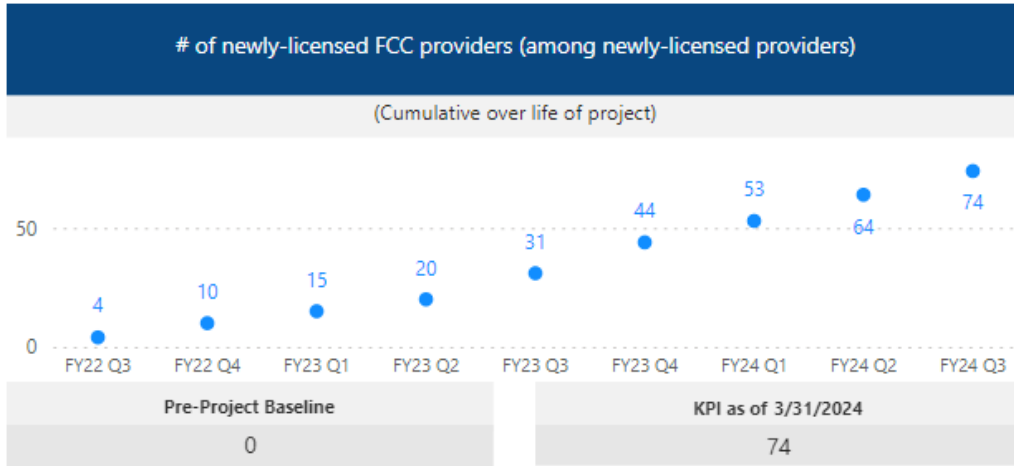 # of newly-licensed FCC providers (among newly-licensed providers)
(Cumulative over life of project)
50
0
4
10
15
20
31
44
53
64
74
FY22 Q3
FY22 Q4
FY23 Q1
FY23 Q2
FY23 Q3
FY23 Q4
FY24 Q1
FY24 Q2
FY24 Q3
Pre-Project Baseline
0
KPI as of 3/31/2024
74